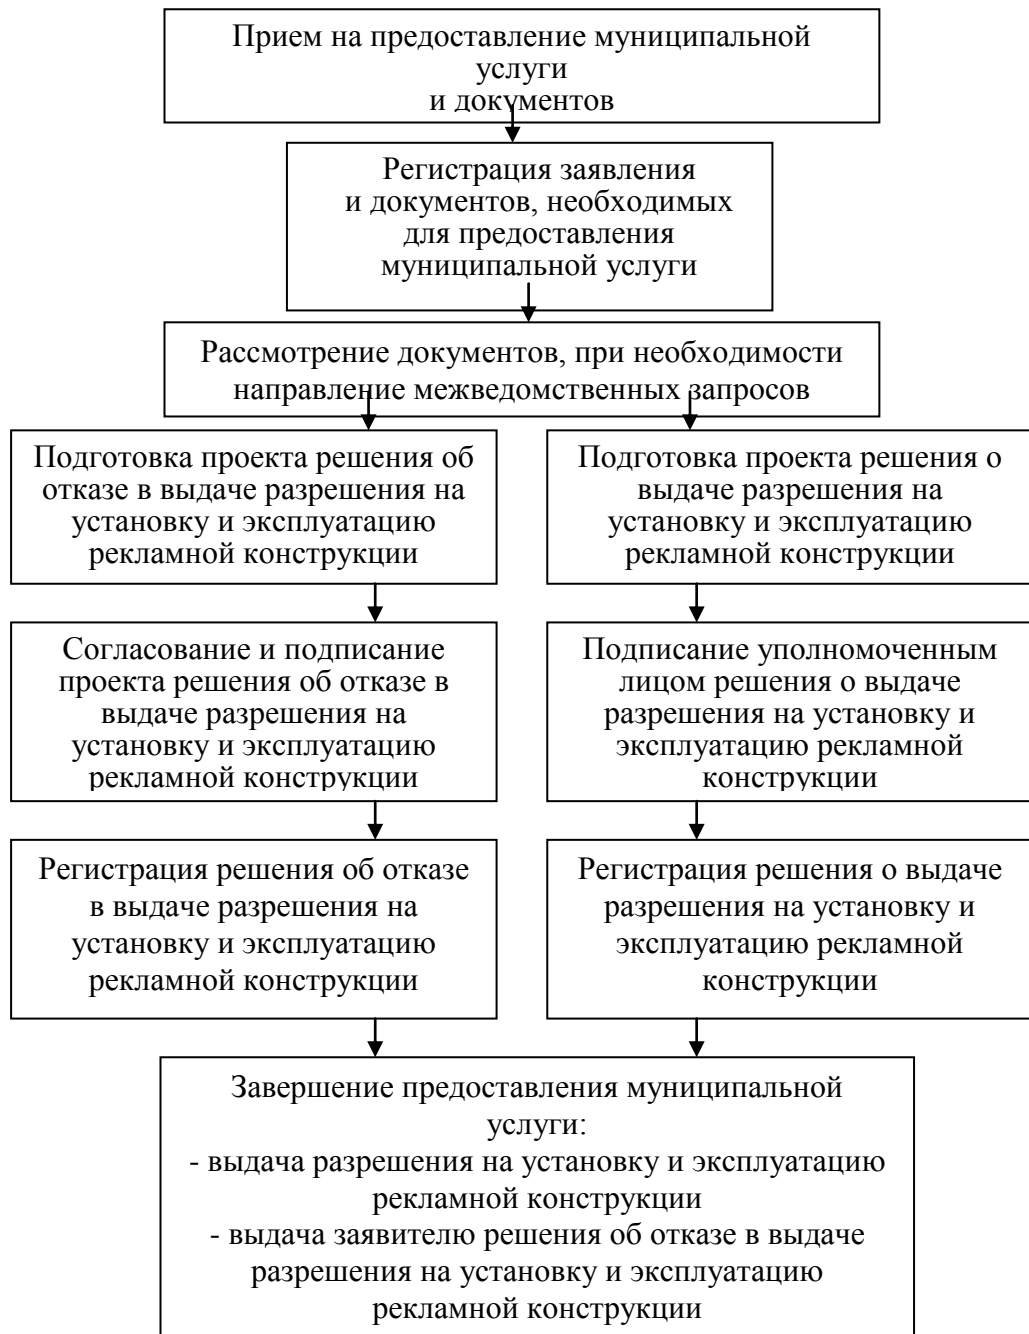 Прием на предоставление муниципальной
услуги
и документов
Регистрация заявления
и документов, необходимых
для предоставления
муниципальной услуги
Рассмотрение документов, при необходимости
направление межведомственных запросов
Подготовка проекта решения об
отказе в выдаче разрешения на
установку и эксплуатацию
рекламной конструкции
Подготовка проекта решения о
выдаче разрешения на
установку и эксплуатацию
рекламной конструкции
Согласование и подписание
проекта решения об отказе в
выдаче разрешения на
установку и эксплуатацию
рекламной конструкции
Подписание уполномоченным
лицом решения о выдаче
разрешения на установку и
эксплуатацию рекламной
конструкции
Регистрация решения об отказе
в выдаче разрешения на
установку и эксплуатацию
рекламной конструкции
Регистрация решения о выдаче
разрешения на установку и
эксплуатацию рекламной
конструкции
Завершение предоставления муниципальной
услуги:
- выдача разрешения на установку и эксплуатацию
рекламной конструкции
- выдача заявителю решения об отказе в выдаче
разрешения на установку и эксплуатацию
рекламной конструкции